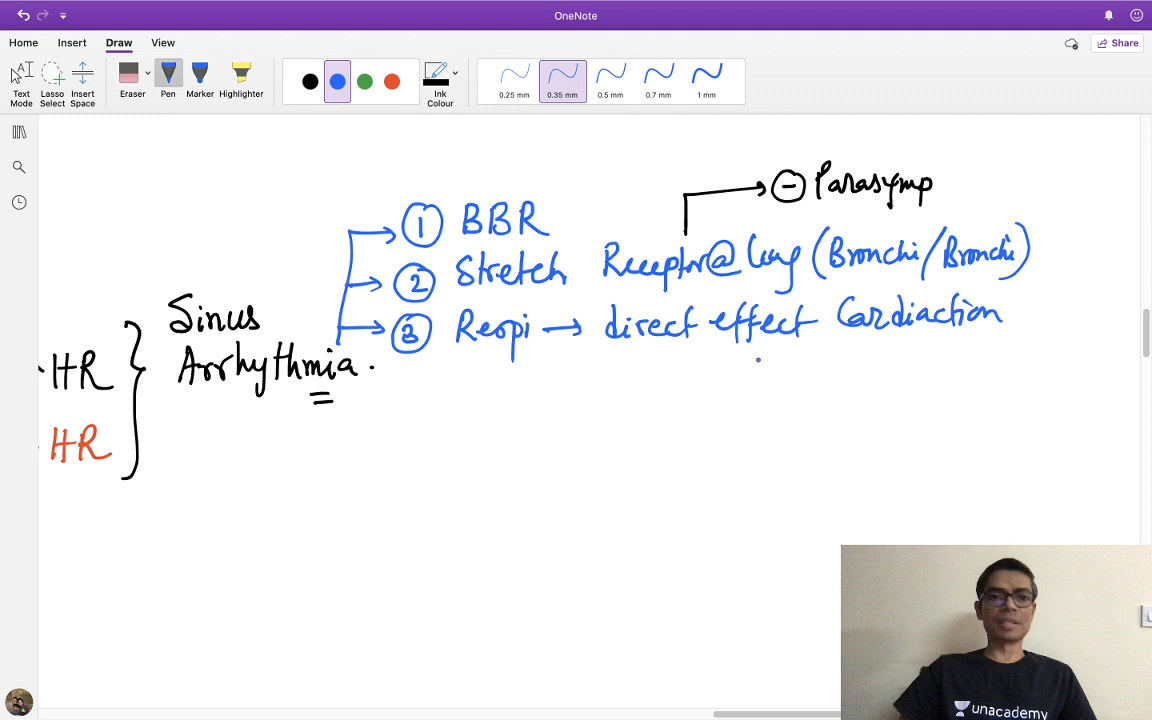 OneNote
Home Insert Draw View
Share
Text Mode
Lasso Select
Insert Space
Eraser
Pen
Marker
Highlighter
Ink Colour
0.25 mm
0.35 mm
0.5 mm
0.7 mm
1 mm
⊖ Parasymp
① BBR
② Stretch Receptor@ Lung (Bronchi/Bronchi)
③ Respi → direct effect Cardiaction
Sinus
Arrhythmia.
HR
HR
unacademy